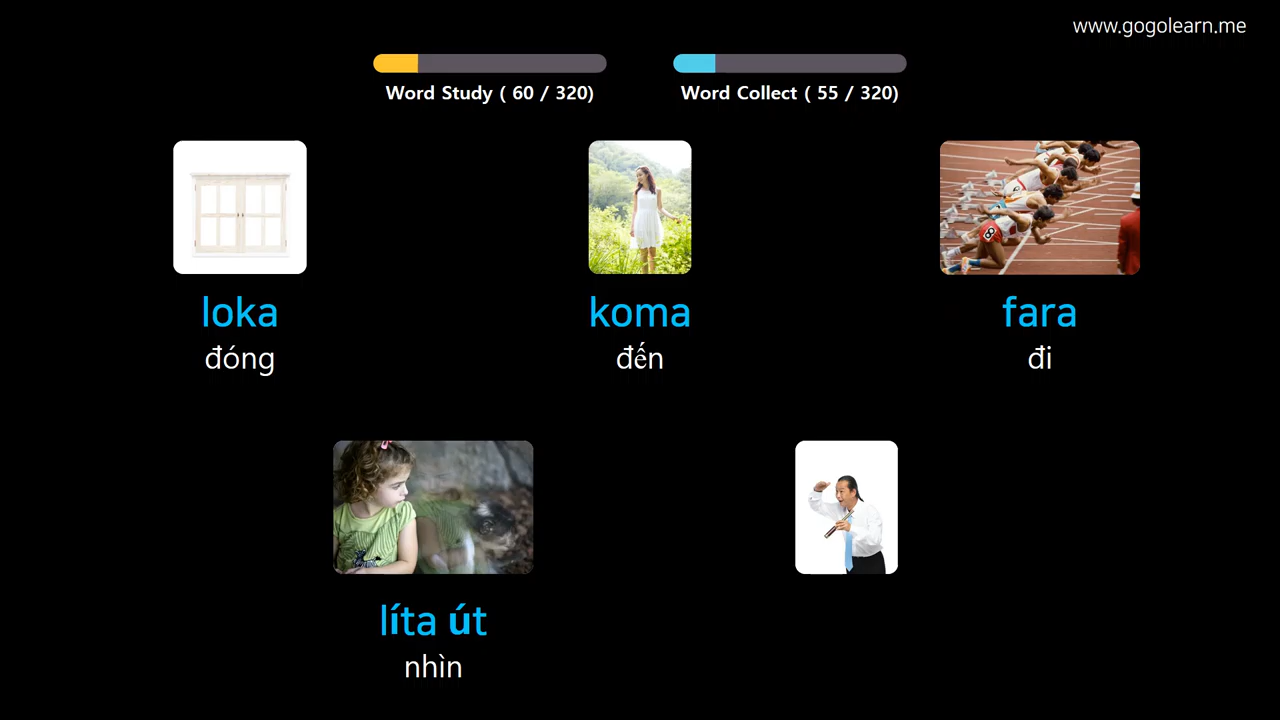 www.gogolearn.me
Word Study ( 60 / 320)
Word Collect ( 55 / 320)
loka
đóng
koma
đến
fara
đi
líta út
nhìn